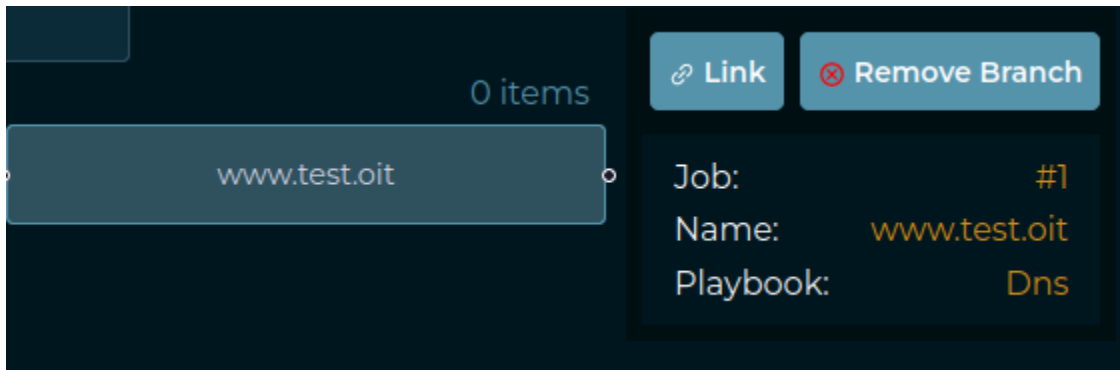 0 items
www.test.oit
Link
Remove Branch
Job: #1
Name: www.test.oit
Playbook: Dns